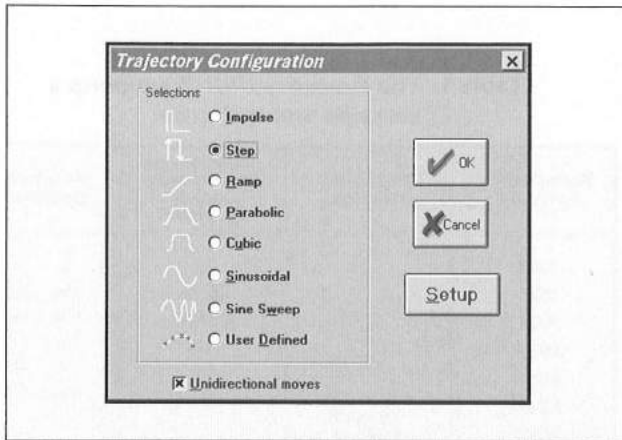 Trajectory Configuration
Selections
Impulse
Step
Ramp
Parabolic
Cubic
Sinusoidal
Sine Sweep
User Defined
Unidirectional moves
OK
Cancel
Setup